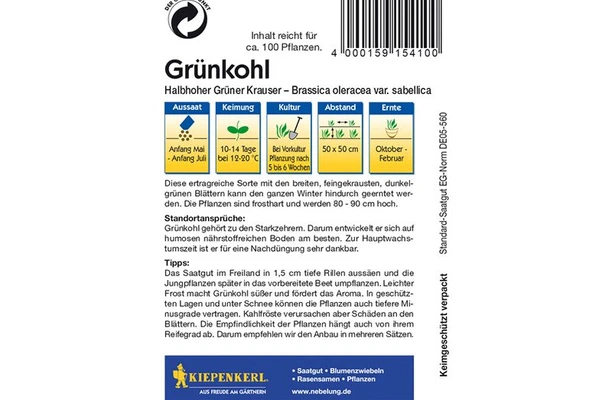 DER
PUNKT
Inhalt reicht für
ca. 100 Pflanzen.
4 000159 154100
Grünkohl
Halbhoher Grüner Krauser – Brassica oleracea var. sabellica
Aussaat Keimung Kultur Abstand Ernte
Anfang Mai 10-14 Tage Bei Vorkultur 50 x 50 cm Oktober -
- Anfang Juli bei 12-20 °C Pflanzung nach Februar
5 bis 6 Wochen
Diese ertragreiche Sorte mit den breiten, feingekrausten, dunkel-
grünen Blättern kann den ganzen Winter hindurch geerntet wer-
den. Die Pflanzen sind frosthart und werden 80 - 90 cm hoch.
Standortansprüche:
Grünkohl gehört zu den Starkzehrern. Darum entwickelt er sich auf
humosen nährstoffreichen Boden am besten. Zur Hauptwachs-
tumszeit ist er für eine Nachdüngung sehr dankbar.
Tipps:
Das Saatgut im Freiland in 1,5 cm tiefe Rillen aussäen und die
Jungpflanzen später in das vorbereitete Beet umpflanzen. Leichter
Frost macht Grünkohl süßer und fördert das Aroma. In geschütz-
ten Lagen und unter Schnee können die Pflanzen auch tiefere Mi-
nusgrade vertragen. Kahlfröste verursachen aber Schäden an den
Blättern. Die Empfindlichkeit der Pflanzen hängt auch von ihrem
Reifegrad ab. Darum empfehlen wir den Anbau in mehreren Sätzen.
KIEPENKERL
AUS FREUDE AM GÄRTNERN
• Saatgut • Blumenzwiebeln
• Rasensamen • Pflanzen
www.nebelung.de
Keimgeschützt verpackt
Standard-Saatgut EG-Norm DE05-560